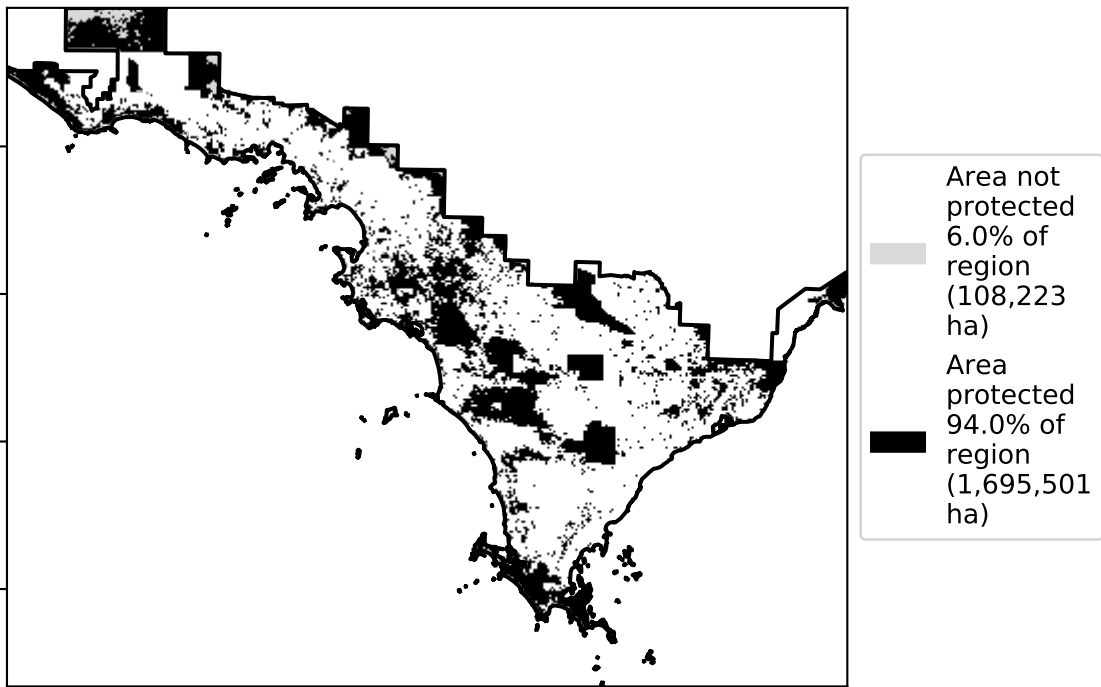 Area not
protected
6.0% of
region
(108,223
ha)
Area
protected
94.0% of
region
(1,695,501
ha)